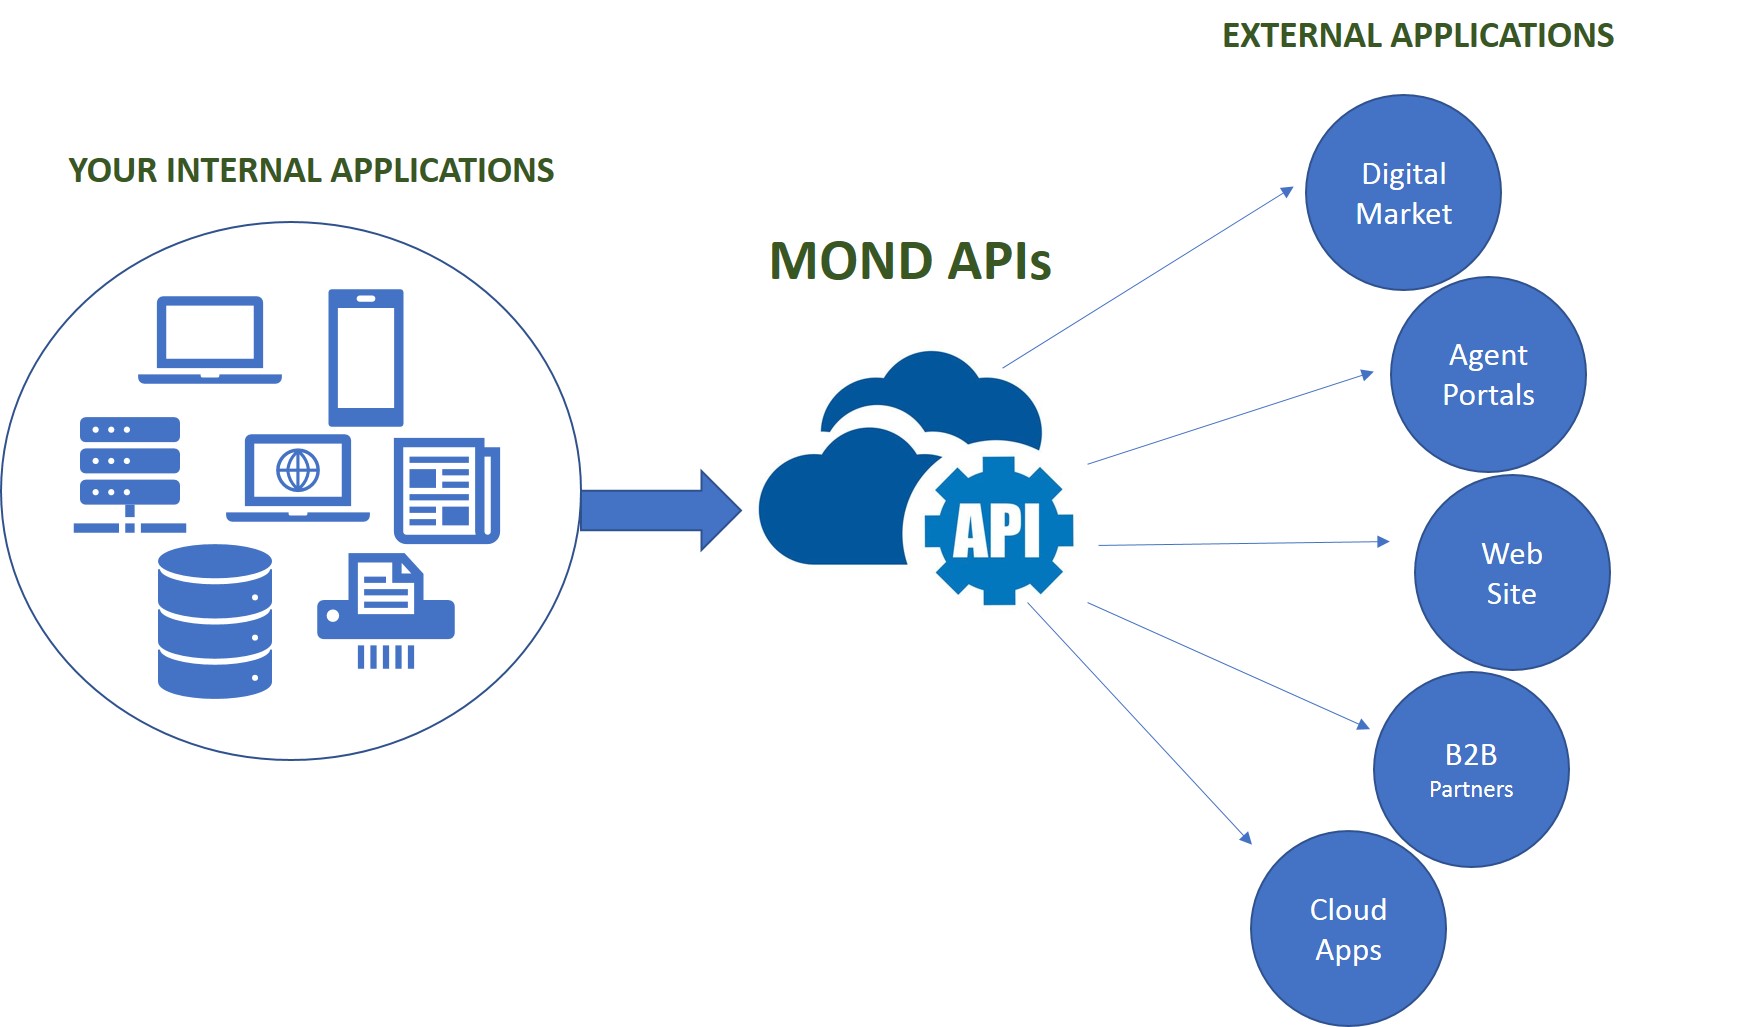 EXTERNAL APPLICATIONS
YOUR INTERNAL APPLICATIONS
MOND APIs
API
Digital
Market
Agent
Portals
Web
Site
B2B
Partners
Cloud
Apps